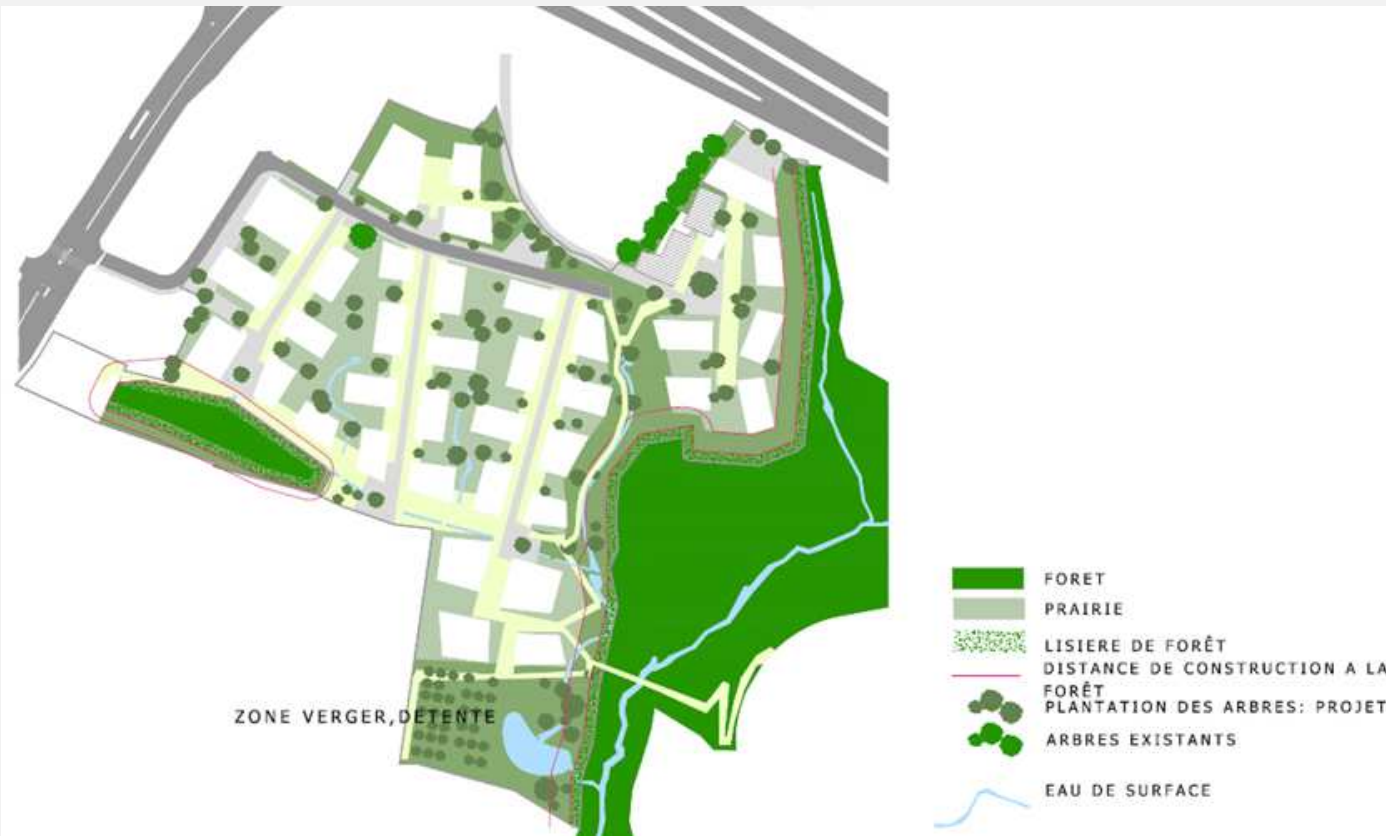 ZONE VERGER,DETENTE
FORET
PRAIRIE
LISIERE DE FORÊT
DISTANCE DE CONSTRUCTION A LA
FORÊT
PLANTATION DES ARBRES: PROJET
ARBRES EXISTANTS
EAU DE SURFACE